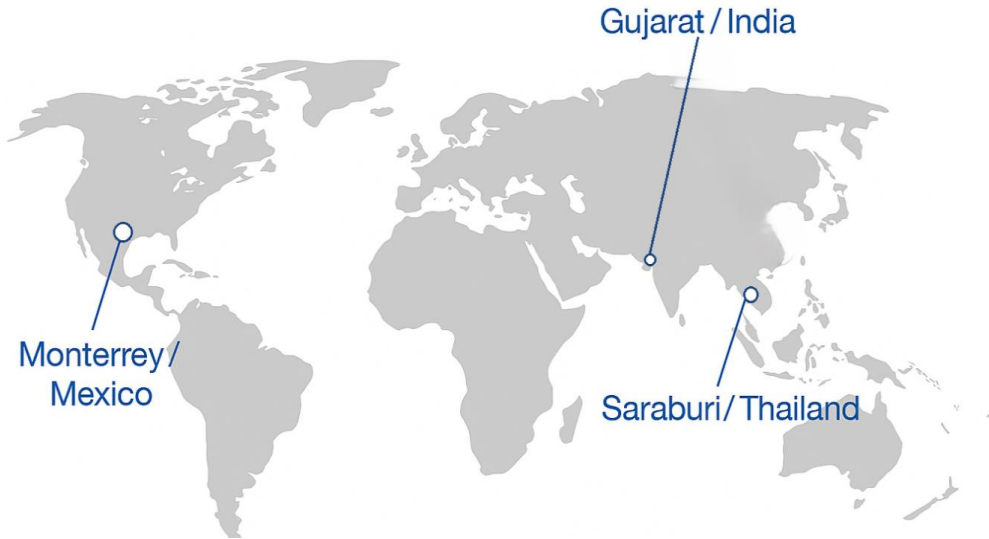 Gujarat / India
Monterrey /
Mexico
Saraburi / Thailand